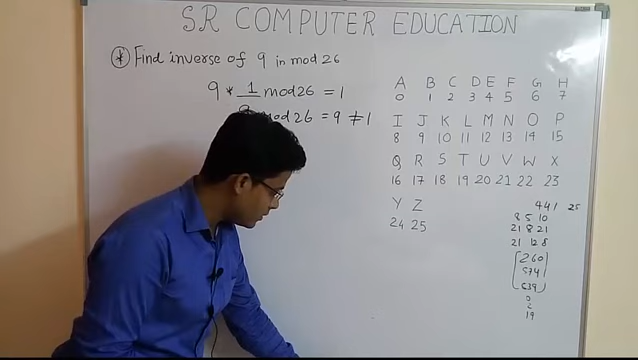 SR COMPUTER EDUCATION
* Find inverse of 9 in mod 26
9 * 1 mod 26 = 1
mod 26 = 9 ≠ 1
A B C D E F G H
0 1 2 3 4 5 6 7
I J K L M N O P
8 9 10 11 12 13 14 15
Q R S T U V W X
16 17 18 19 20 21 22 23
Y Z
24 25
441 25
8 5 10
21 8 21
21 12 8
260
574
639
0
19